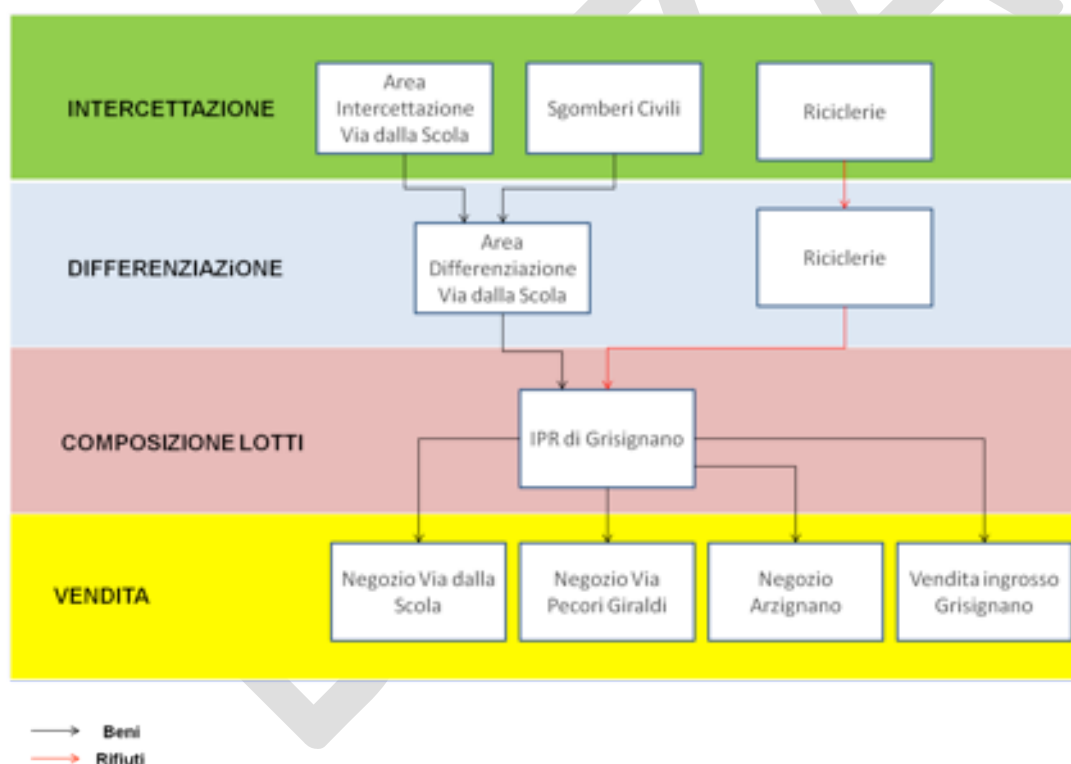 INTERCETTAZIONE
Area
Intercettazione
Via dalla Scola
Sgomberi Civili
Riciclerie
DIFFERENZIAZiONE
Area
Differenziazione
Via dalla Scola
Riciclerie
COMPOSIZIONE LOTTI
IPR di Grisignano
VENDITA
Negozio Via dalla
Scola
Negozio Via
Pecori Giraldi
Negozio
Arzignano
Vendita ingrosso
Grisignano
Beni
Rifiuti